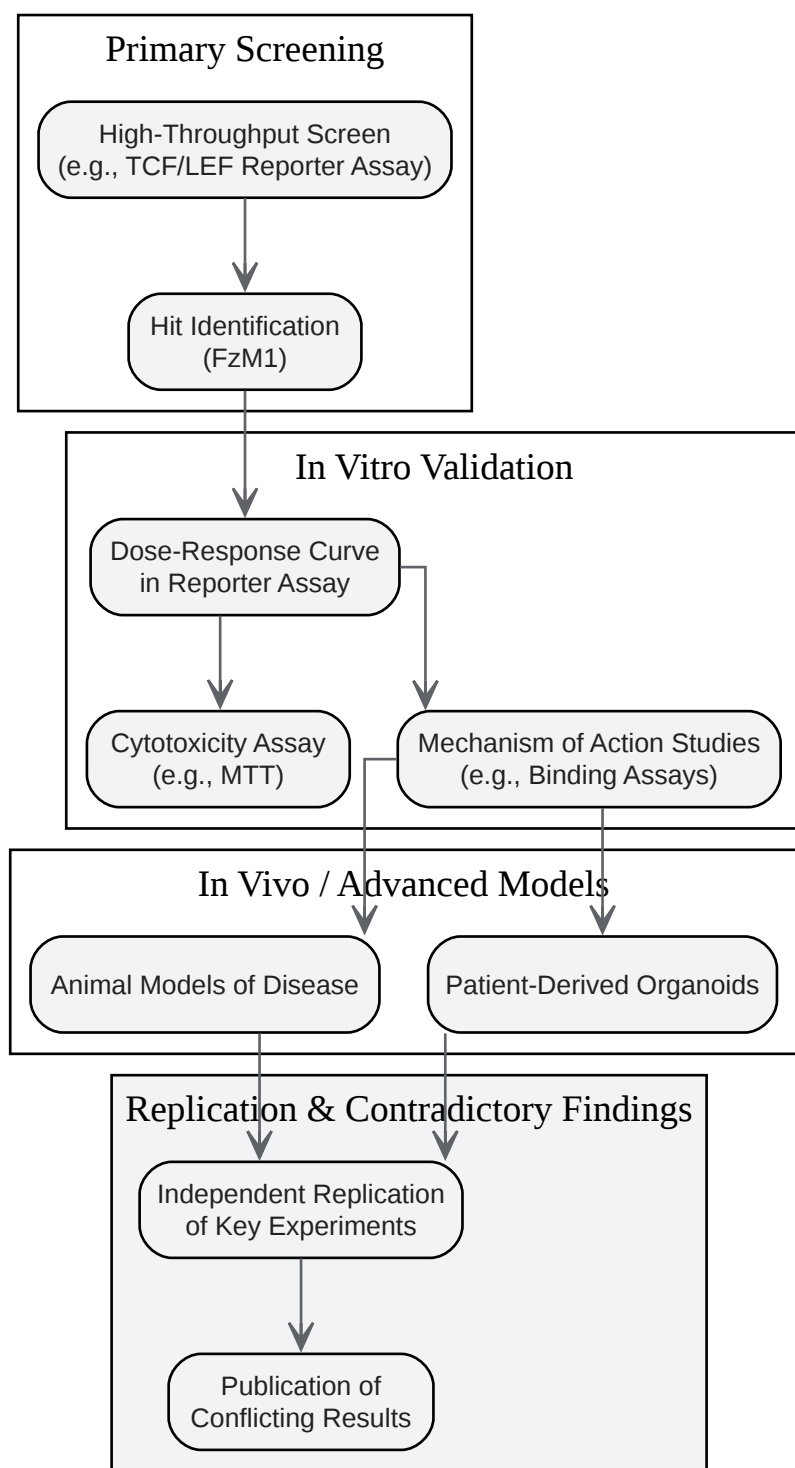 Primary Screening
High-Throughput Screen
(e.g., TCF/LEF Reporter Assay)
Hit Identification
(FzM1)
In Vitro Validation
Dose-Response Curve
in Reporter Assay
Cytotoxicity Assay
(e.g., MTT)
Mechanism of Action Studies
(e.g., Binding Assays)
In Vivo / Advanced Models
Animal Models of Disease
Patient-Derived Organoids
Replication & Contradictory Findings
Independent Replication
of Key Experiments
Publication of
Conflicting Results